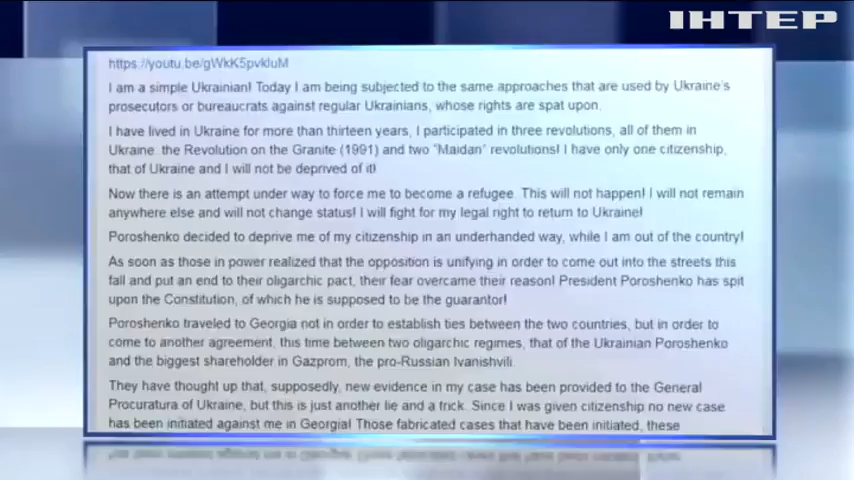 ІНТЕР
https://youtu.be/gWkK5pvkluM
I am a simple Ukrainian! Today I am being subjected to the same approaches that are used by Ukraine's
prosecutors or bureaucrats against regular Ukrainians, whose rights are spat upon.
I have lived in Ukraine for more than thirteen years, I participated in three revolutions, all of them in
Ukraine: the Revolution on the Granite (1991) and two "Maidan" revolutions! I have only one citizenship,
that of Ukraine and I will not be deprived of it!
Now there is an attempt under way to force me to become a refugee. This will not happen! I will not remain
anywhere else and will not change status! I will fight for my legal right to return to Ukraine!
Poroshenko decided to deprive me of my citizenship in an underhanded way, while I am out of the country!
As soon as those in power realized that the opposition is unifying in order to come out into the streets this
fall and put an end to their oligarchic pact, their fear overcame their reason! President Poroshenko has spit
upon the Constitution, of which he is supposed to be the guarantor!
Poroshenko traveled to Georgia not in order to establish ties between the two countries, but in order to
come to another agreement, this time between two oligarchic regimes, that of the Ukrainian Poroshenko
and the biggest shareholder in Gazprom, the pro-Russian Ivanishvili.
They have thought up that, supposedly, new evidence in my case has been provided to the General
Procuratura of Ukraine, but this is just another lie and a trick. Since I was given citizenship no new case
has been initiated against me in Georgia! Those fabricated cases that have been initiated, these